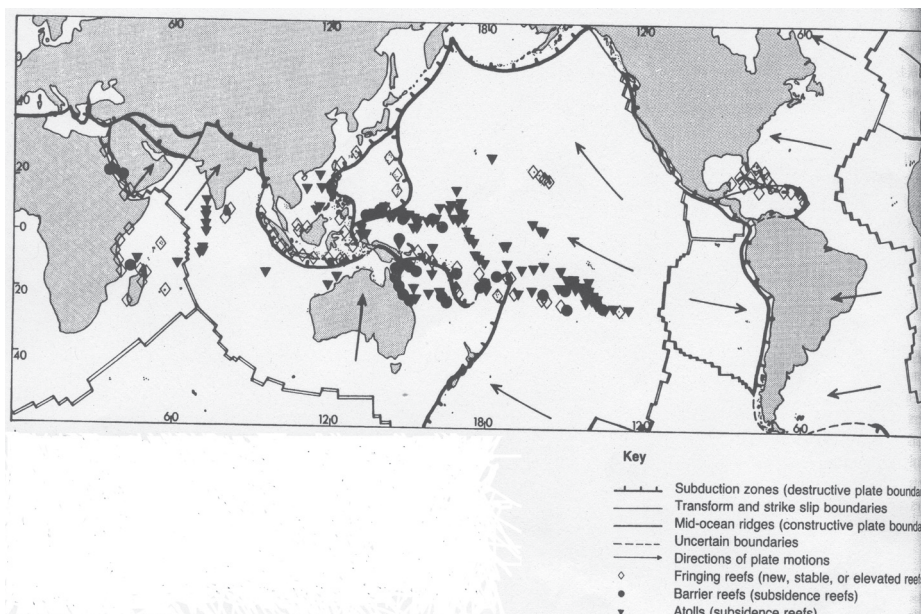 60 120 180 120 60
0
40
20
0
20
40
60 120 180 120 60
Key
Subduction zones (destructive plate bounda
Transform and strike slip boundaries
Mid-ocean ridges (constructive plate bounda
Uncertain boundaries
Directions of plate motions
Fringing reefs (new, stable, or elevated reef
Barrier reefs (subsidence reefs)
Atolls (subsidence reefs)